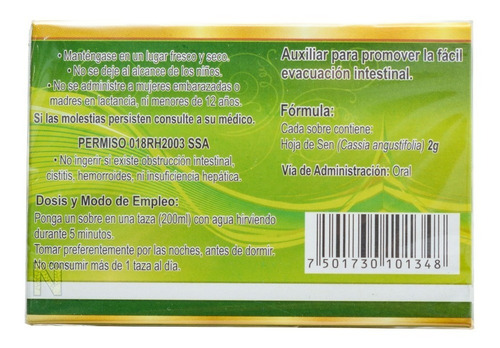 • Manténgase en un lugar fresco y seco.
• No se deje al alcance de los niños.
• No se administre a mujeres embarazadas o
madres en lactancia, ni menores de 12 años.
Si las molestias persisten consulte a su médico.
PERMISO 018RH2003 SSA
• No ingerir si existe obstrucción intestinal,
cistitis, hemorroides, ni insuficiencia hepática.
Dosis y Modo de Empleo:
Ponga un sobre en una taza (200ml) con agua hirviendo
durante 5 minutos.
Tomar preferentemente por las noches, antes de dormir.
No consumir más de 1 taza al día.
N
Auxiliar para promover la fácil
evacuación intestinal.
Fórmula:
Cada sobre contiene:
Hoja de Sen (Cassia angustifolia) 2g
Vía de Administración: Oral
7 501730 101348